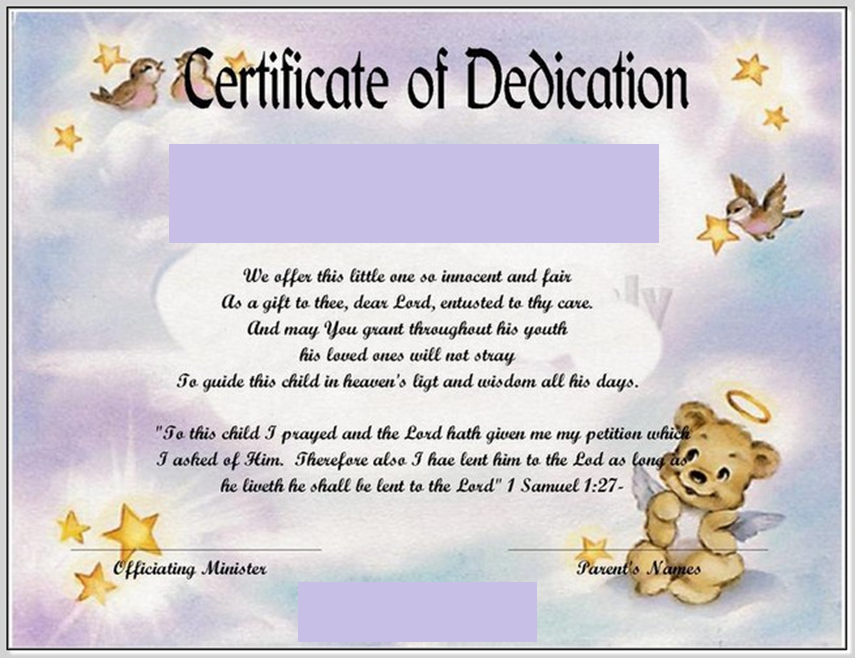 Certificate of Dedication
We offer this little one so innocent and fair
As a gift to thee, dear Lord, entusted to thy care.
And may You grant throughout his youth
his loved ones will not stray
To guide this child in heaven's ligt and wisdom all his days.
"To this child I prayed and the Lord hath given me my petition which
I asked of Him. Therefore also I hae lent him to the Lod as long as
he liveth he shall be lent to the Lord" 1 Samuel 1:27-
Officiating Minister
Parent's Names